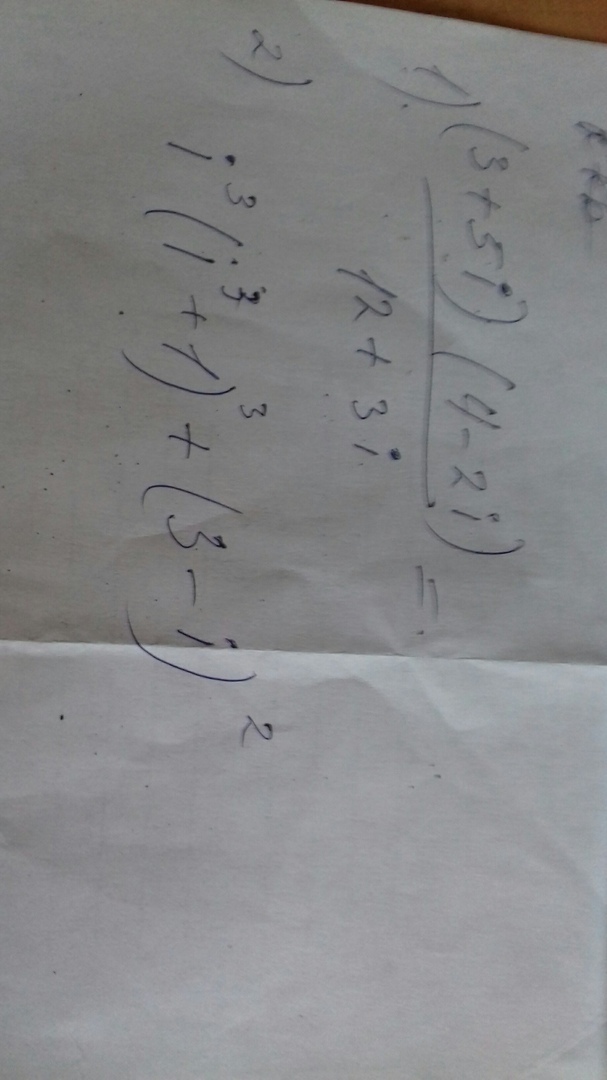 1) (3+5i)(4-2i) =
12+3i
2)
i³(i³+1)³+(3-i)²